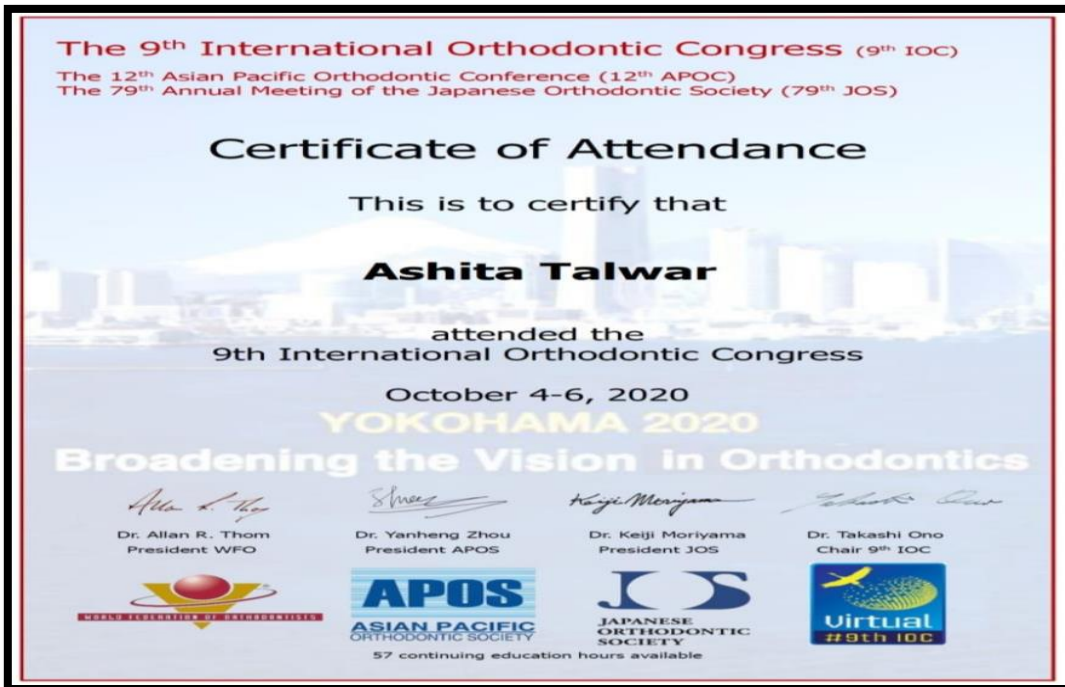 The 9th International Orthodontic Congress (9th IOC)
The 12th Asian Pacific Orthodontic Conference (12th APOC)
The 79th Annual Meeting of the Japanese Orthodontic Society (79th JOS)
Certificate of Attendance
This is to certify that
Ashita Talwar
attended the
9th International Orthodontic Congress
October 4-6, 2020
YOKOHAMA 2020
Broadening the Vision in Orthodontics
Keiji Moriyama
Dr. Allan R. Thom Dr. Yanheng Zhou Dr. Keiji Moriyama Dr. Takashi Ono
President WFO President APOS President JOS Chair 9th IOC
WORLD FEDERATION OF ORTHODONTISTS
APOS
ASIAN PACIFIC
ORTHODONTIC SOCIETY
JOS
JAPANESE
ORTHODONTIC
SOCIETY
Virtual
#9th IOC
57 continuing education hours available